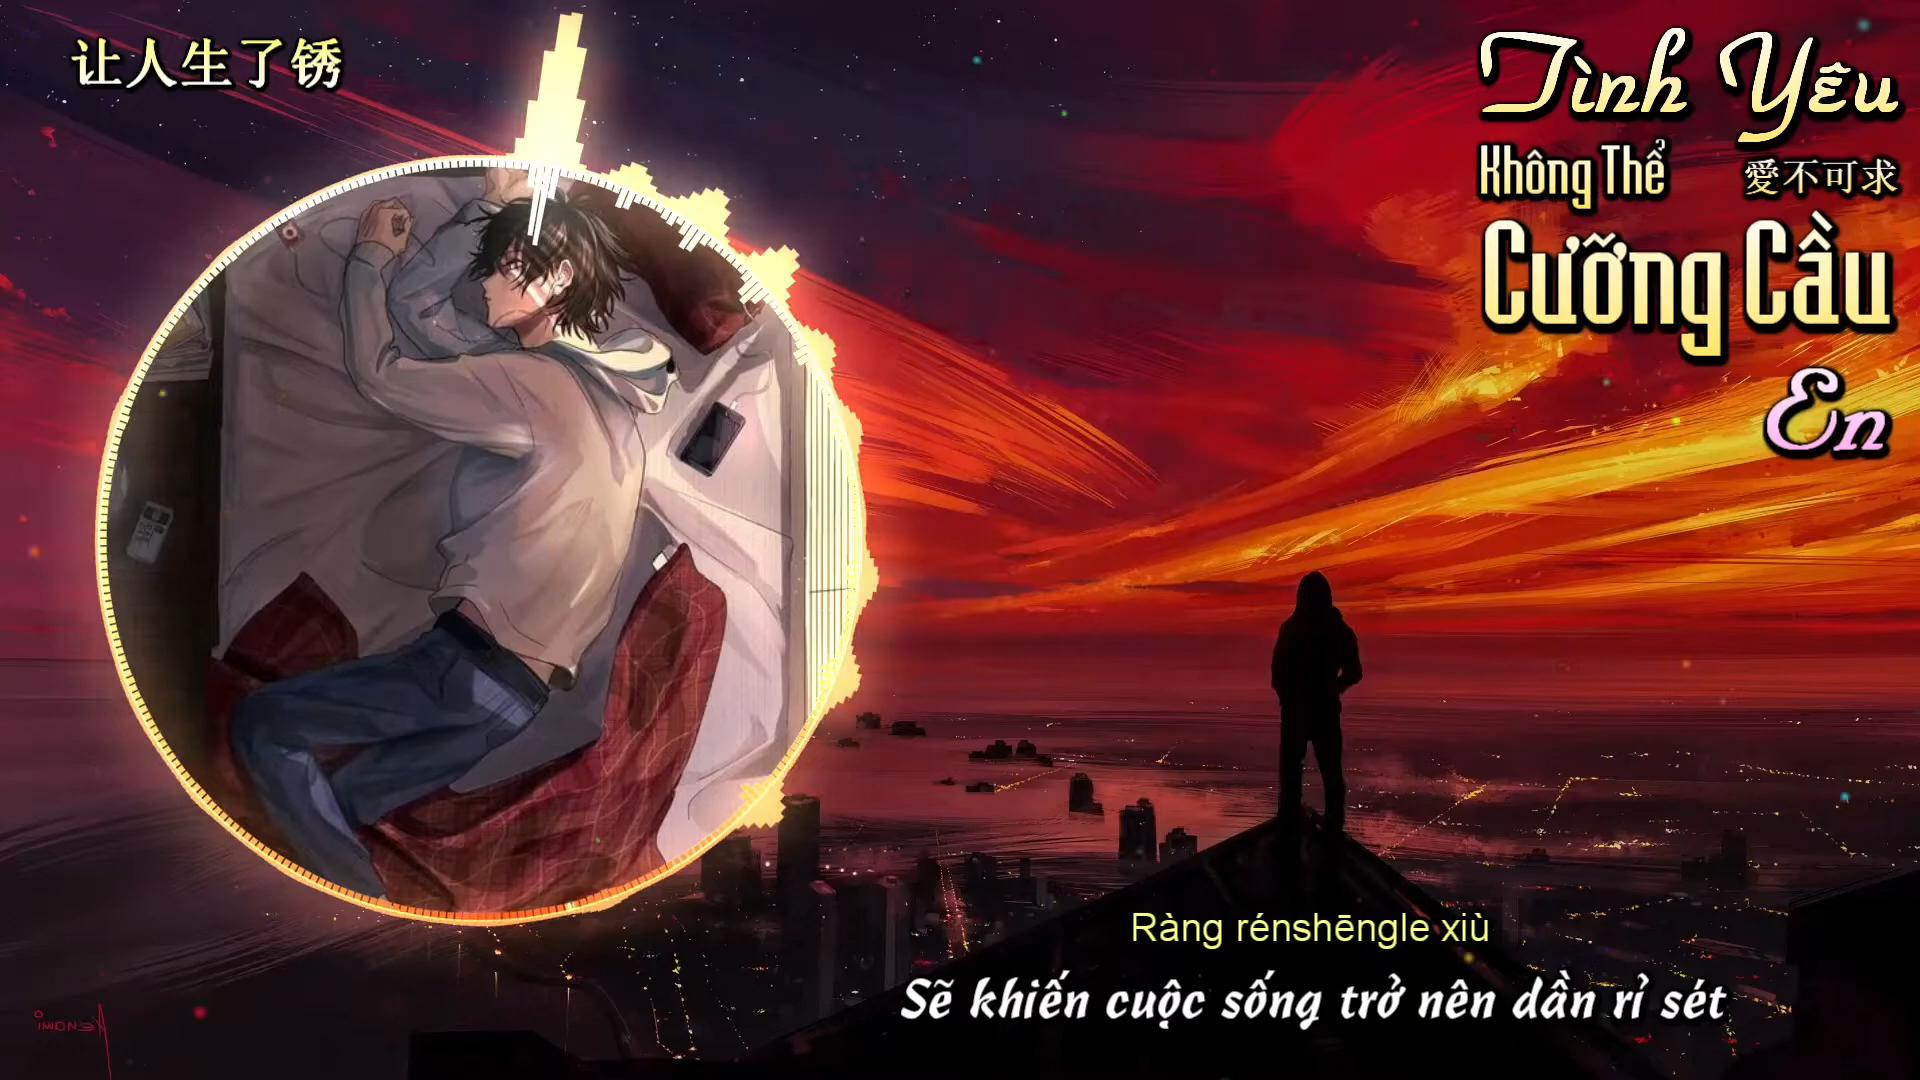 让人生了锈
Tình Yêu
Không Thể 愛不可求
Cưỡng Cầu
En
Ràng rénshēngle xiù
Sẽ khiến cuộc sống trở nên dần rỉ sét